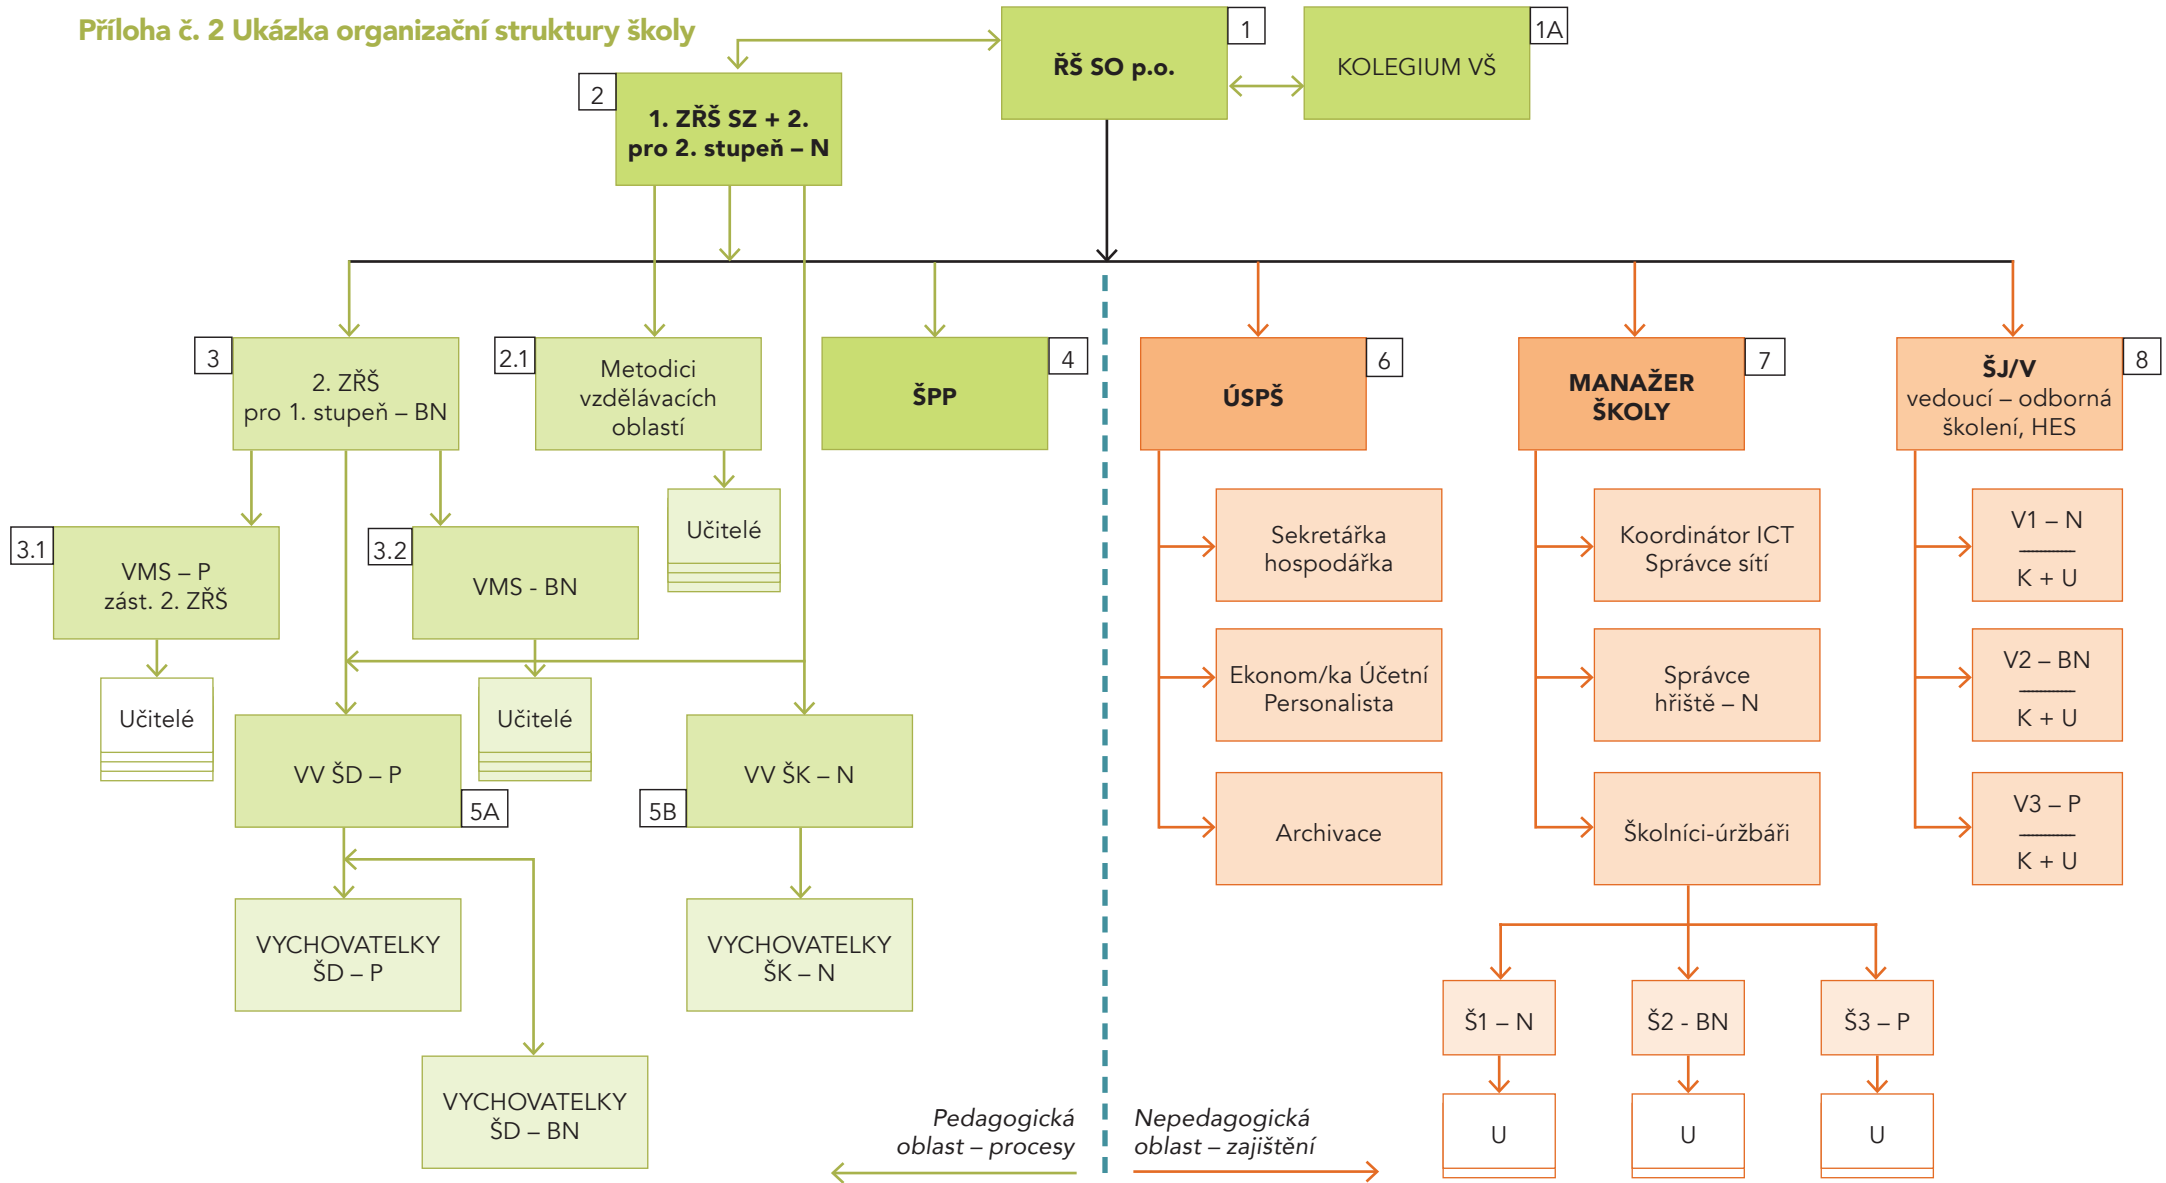 Příloha č. 2 Ukázka organizační struktury školy
1
ŘŠ SO p.o.
1A
KOLEGIUM VŠ
2
1. ZŘŠ SZ + 2.
pro 2. stupeň – N
3
2. ZŘŠ
pro 1. stupeň – BN
2.1
Metodici
vzdělávacích
oblastí
4
ŠPP
6
ÚSPŠ
7
MANAŽER
ŠKOLY
8
ŠJ/V
vedoucí – odborná
školení, HES
3.1
VMS – P
zást. 2. ZŘŠ
3.2
VMS - BN
Učitelé
Sekretářka
hospodářka
Koordinátor ICT
Správce sítí
V1 – N
K + U
Učitelé
Učitelé
Ekonom/ka Účetní
Personalista
Správce
hřiště – N
V2 – BN
K + U
VV ŠD – P
5A
5B
VV ŠK – N
Archivace
Školníci-úržbáři
V3 – P
K + U
VYCHOVATELKY
ŠD – P
VYCHOVATELKY
ŠK – N
Š1 – N
Š2 - BN
Š3 – P
VYCHOVATELKY
ŠD – BN
Pedagogická
oblast – procesy
Nepedagogická
oblast – zajištění
U
U
U